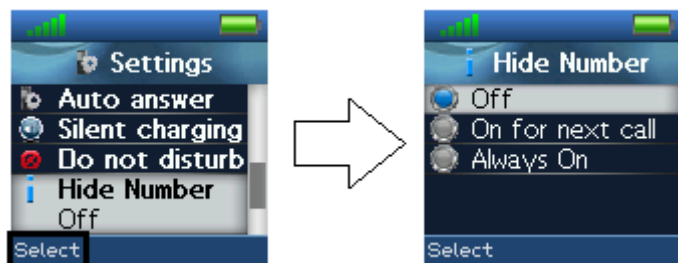 Settings
Auto answer
Silent charging
Do not disturb
Hide Number
Off
Select
Hide Number
Off
On for next call
Always On
Select